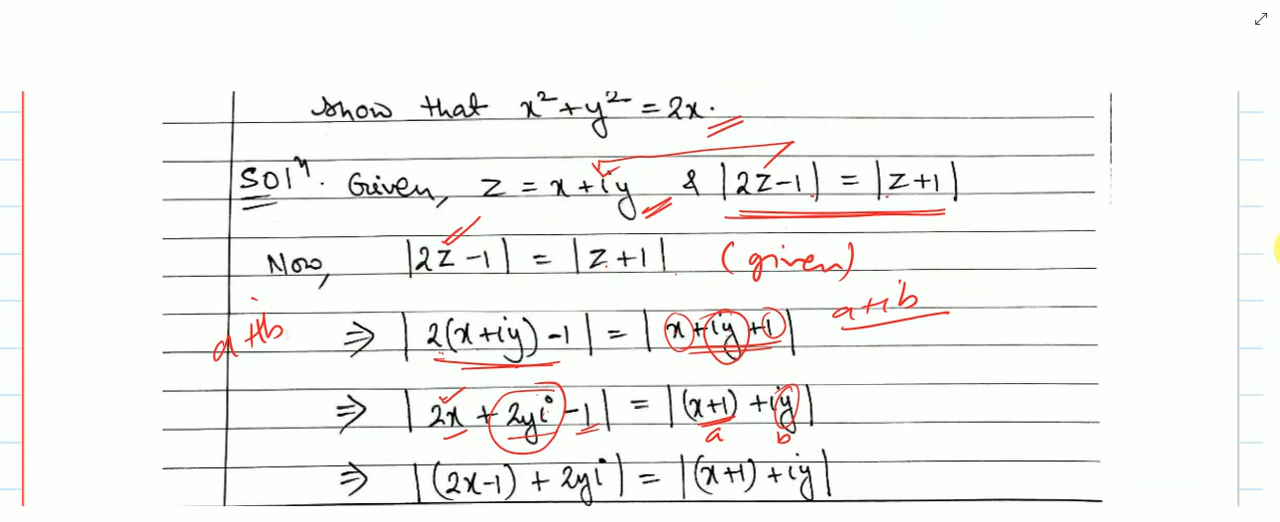 show that x² + y² = 2x.
Solⁿ. Given, z = x + iy & |2z - 1| = |z + 1|
Now, |2z - 1| = |z + 1| (given)
a + ib ⇒ |2(x + iy) - 1| = |x + iy + 1| a + ib
⇒ |2x + 2yi - 1| = |(x+1) + iy|
a b
⇒ |(2x-1) + 2yi| = |(x+1) + iy|